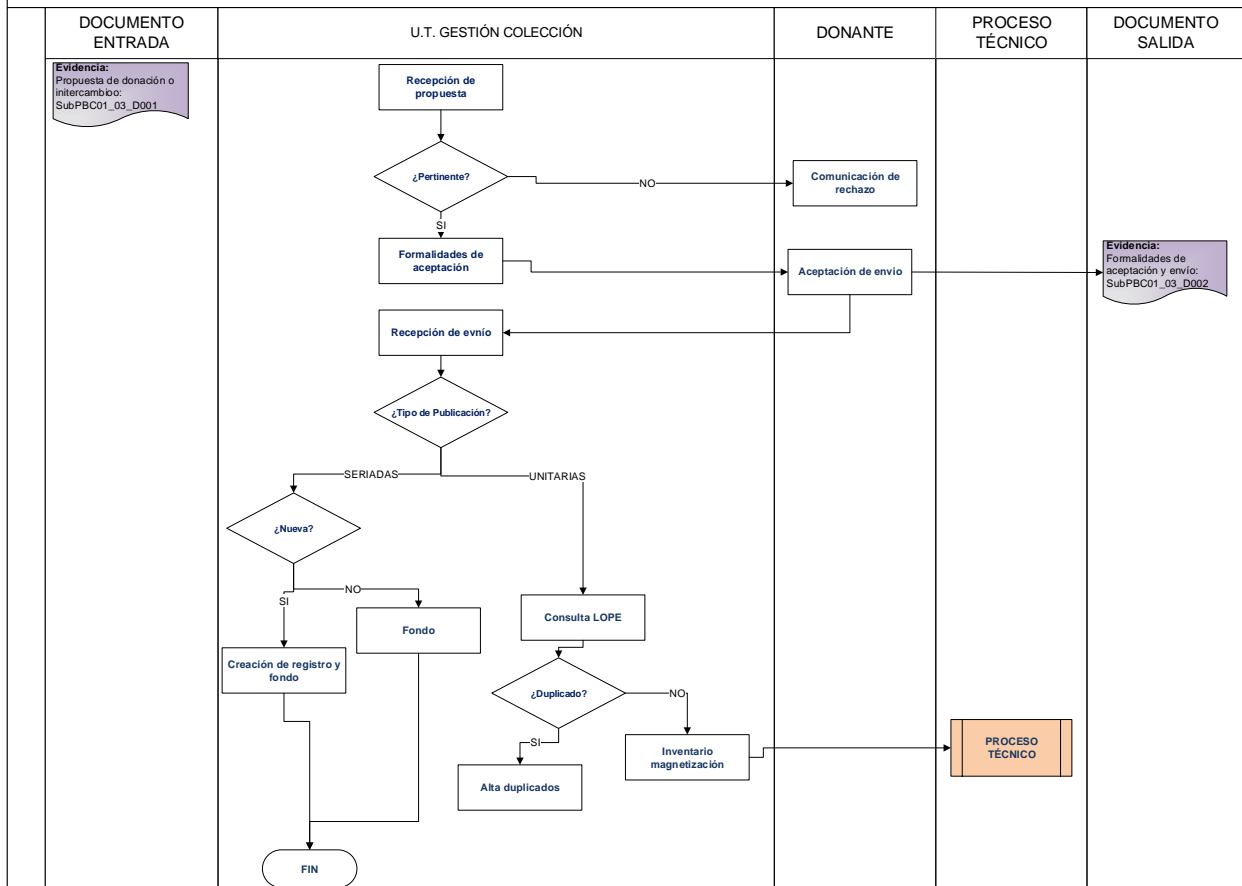 DOCUMENTO
ENTRADA
U.T. GESTIÓN COLECCIÓN
DONANTE
PROCESO
TÉCNICO
DOCUMENTO
SALIDA
Evidencia:
Propuesta de donación o
initercambioo:
SubPBC01_03_D001
Recepción de
propuesta
¿Pertinente?
NO
Comunicación de
rechazo
SI
Formalidades de
aceptación
Aceptación de envio
Evidencia:
Formalidades de
aceptación y envío:
SubPBC01_03_D002
Recepción de evnío
¿Tipo de Publicación?
SERIADAS
UNITARIAS
¿Nueva?
NO
SI
Fondo
Consulta LOPE
Creación de registro y
fondo
¿Duplicado?
NO
SI
Inventario
magnetización
PROCESO
TÉCNICO
Alta duplicados
FIN